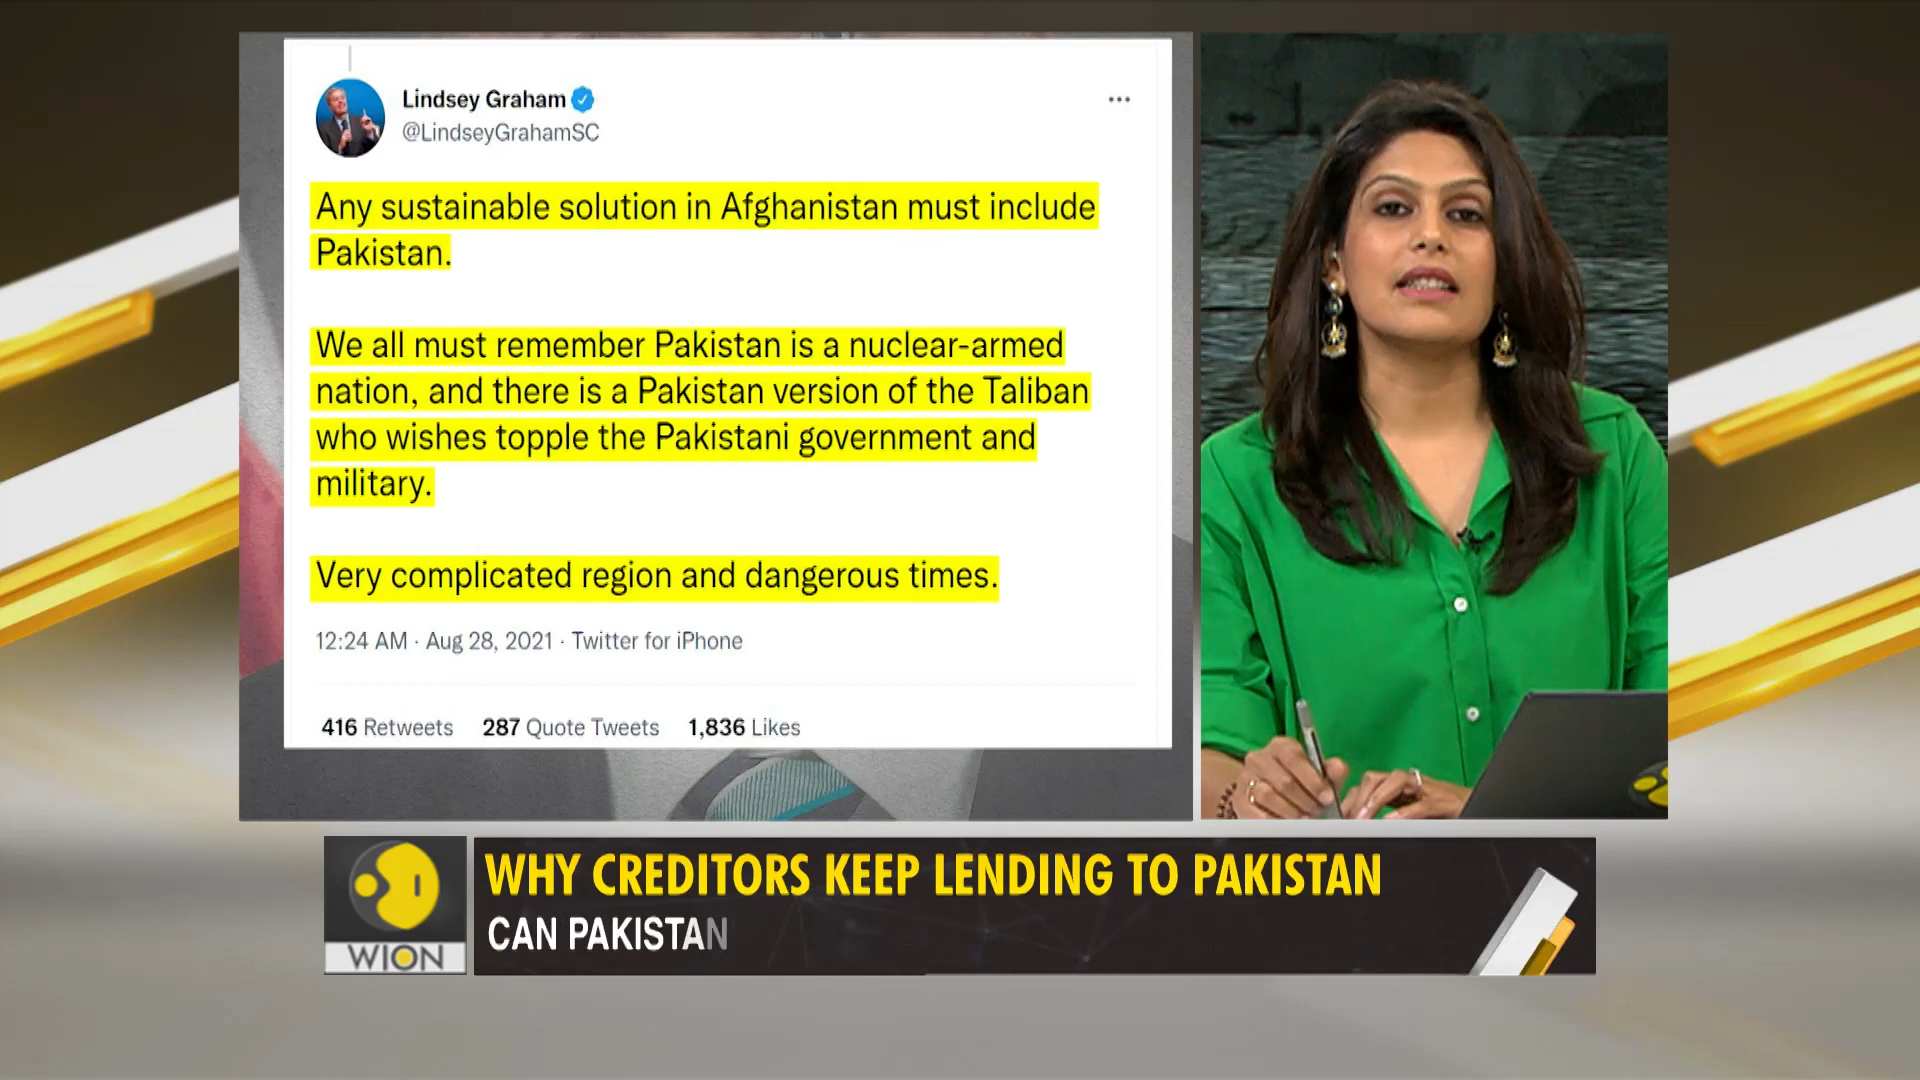 Lindsey Graham
@LindseyGrahamSC
Any sustainable solution in Afghanistan must include
Pakistan.
We all must remember Pakistan is a nuclear-armed
nation, and there is a Pakistan version of the Taliban
who wishes topple the Pakistani government and
military.
Very complicated region and dangerous times.
12:24 AM · Aug 28, 2021 · Twitter for iPhone
416 Retweets 287 Quote Tweets 1,836 Likes
WHY CREDITORS KEEP LENDING TO PAKISTAN
CAN PAKISTAN
WION